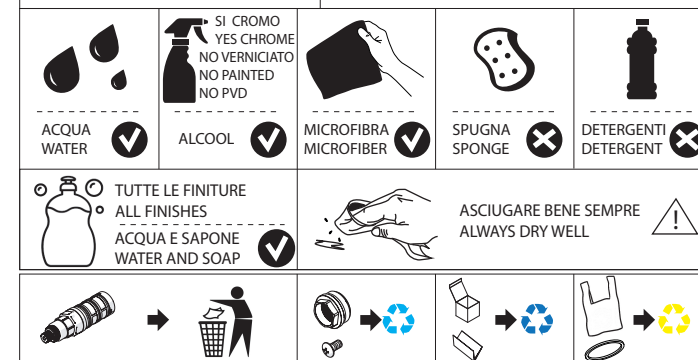 SI CROMO
YES CHROME
NO VERNICIATO
NO PAINTED
NO PVD
ACQUA
WATER
ALCOOL
MICROFIBRA
MICROFIBER
SPUGNA
SPONGE
DETERGENTI
DETERGENT
TUTTE LE FINITURE
ALL FINISHES
ACQUA E SAPONE
WATER AND SOAP
ASCIUGARE BENE SEMPRE
ALWAYS DRY WELL